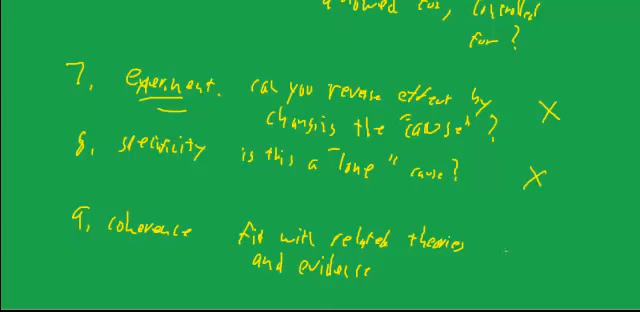 allowed for, controlled
for?
7, experiment. can you reverse effect by
changing the "cause"?
X
8, specificity is this a "lone" cause?
X
9, coherence fit with related theories
and evidence